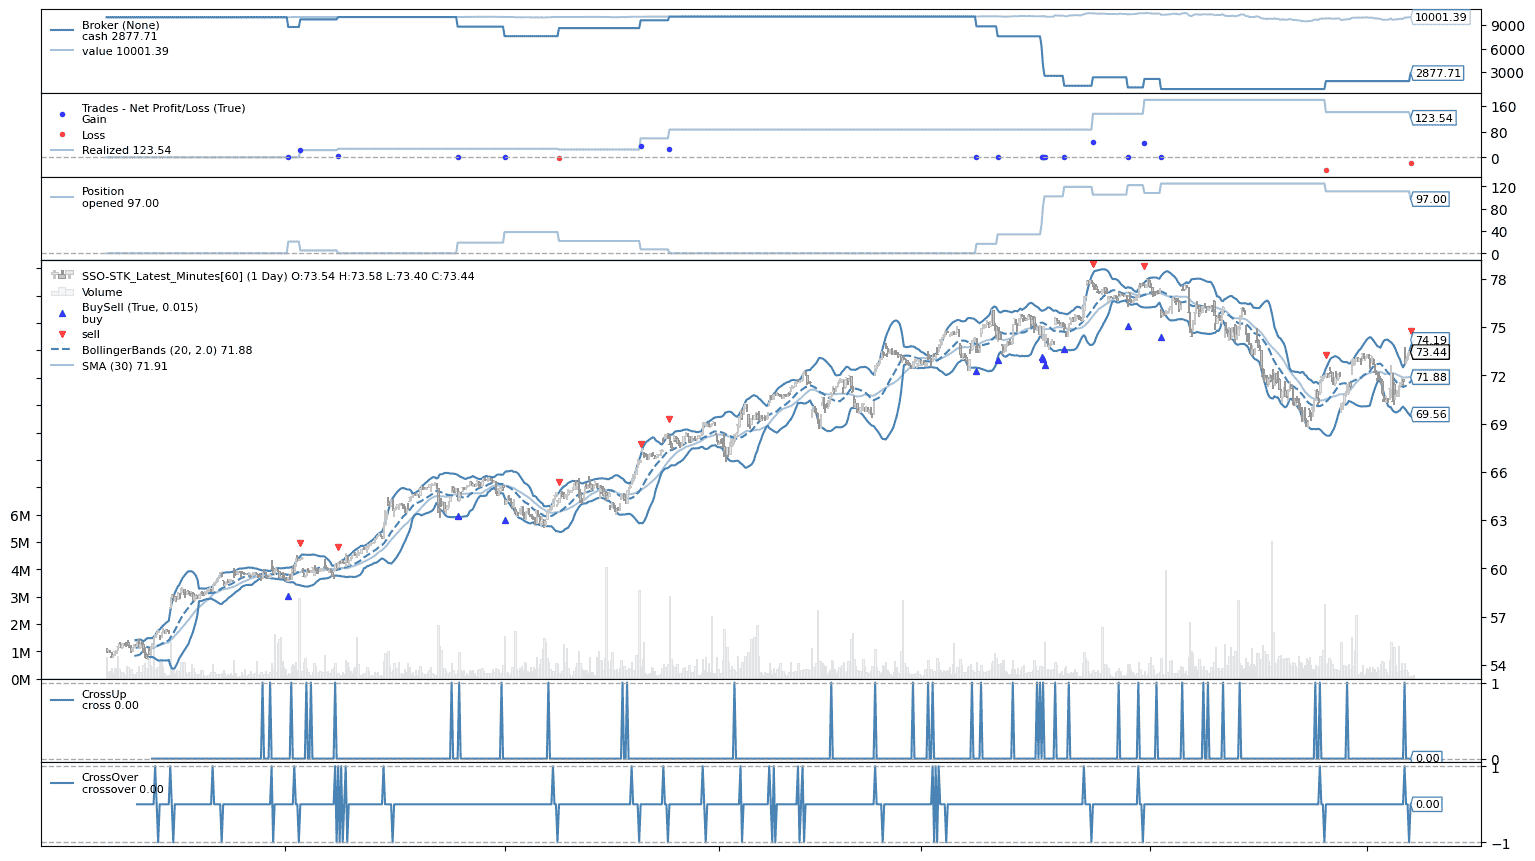 Broker (None)
cash 2877.71
value 10001.39
10001.39
9000
6000
3000
2877.71
Trades - Net Profit/Loss (True)
Gain
Loss
Realized 123.54
160
123.54
80
0
Position
opened 97.00
120
97.00
80
40
0
SSO-STK_Latest_Minutes[60] (1 Day) O:73.54 H:73.58 L:73.40 C:73.44
Volume
BuySell (True, 0.015)
buy
sell
BollingerBands (20, 2.0) 71.88
SMA (30) 71.91
78
75
74.19
73.44
72
71.88
69.56
69
66
63
60
57
54
6M
5M
4M
3M
2M
1M
0M
CrossUp
cross 0.00
1
0.00
0
CrossOver
crossover 0.00
1
0.00
−1